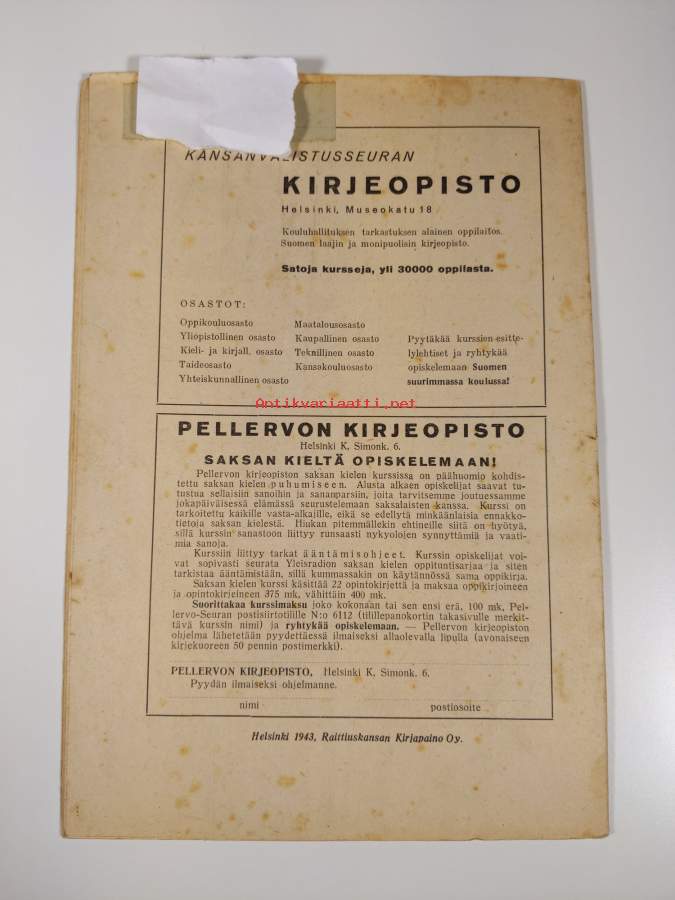 KANSANVALISTUSSEURAN
KIRJEOPISTO
Helsinki, Museokatu 18
Kouluhallituksen tarkastuksen alainen oppilaitos.
Suomen laajin ja monipuolisin kirjeopisto.
Satoja kursseja, yli 30000 oppilasta.
OSASTOT:
Oppikouluosasto
Yliopistollinen osasto
Kieli- ja kirjall. osasto
Taideosasto
Yhteiskunnallinen osasto
Maatalousosasto
Kaupallinen osasto
Teknillinen osasto
Kansakouluosasto
Pyytäkää kurssien esitte-
lylehtiset ja ryhtykää
opiskelemaan Suomen
suurimmassa koulussa!
Antikvariaatti.net
PELLERVON KIRJEOPISTO
Helsinki K, Simonk. 6.
SAKSAN KIELTÄ OPISKELEMAAN!
Pellervon kirjeopiston saksan kielen kurssissa on päähuomio kohdis-
tettu saksan kielen puhumiseen. Alusta alkaen opiskelijat saavat tu-
tustua sellaisiin sanoihin ja sananparsiin, joita tarvitsemme joutuessamme
jokapäiväisessä elämässä seurustelemaan saksalaisten kanssa. Kurssi on
tarkoitettu kaikille vasta-alkajille, eikä se edellytä minkäänlaisia ennakko-
tietoja saksan kielestä. Hiukan pitemmällekin ehtineille siitä on hyötyä,
sillä kurssin sanastoon liittyy runsaasti nykyolojen synnyttämiä ja vaati-
mia sanoja.
Kurssiin liittyy tarkat ääntämisohjeet. Kurssin opiskelijat voi-
vat sopivasti seurata Yleisradion saksan kielen oppituntisarjaa ja siten
tarkistaa ääntämistään, sillä kummassakin on käytännössä sama oppikirja.
Saksan kielen kurssi käsittää 22 opintokirjettä ja maksaa oppikirjoineen
ja opintokirjeineen 375 mk, vähittäin 400 mk.
Suorittakaa kurssimaksu joko kokonaan tai sen ensi erä, 100 mk, Pel-
lervo-Seuran postisiirtotilille N:o 6112 (tilillepanokortin takasivulle merkit-
tävä kurssin nimi) ja ryhtykää opiskelemaan. — Pellervon kirjeopiston
ohjelma lähetetään pyydettäessä ilmaiseksi allaolevalla lipulla (avonaiseen
kirjekuoreen 50 pennin postimerkki).
PELLERVON KIRJEOPISTO, Helsinki K, Simonk. 6.
Pyydän ilmaiseksi ohjelmanne.
nimi postiosoite
Helsinki 1943, Raittiuskansan Kirjapaino Oy.